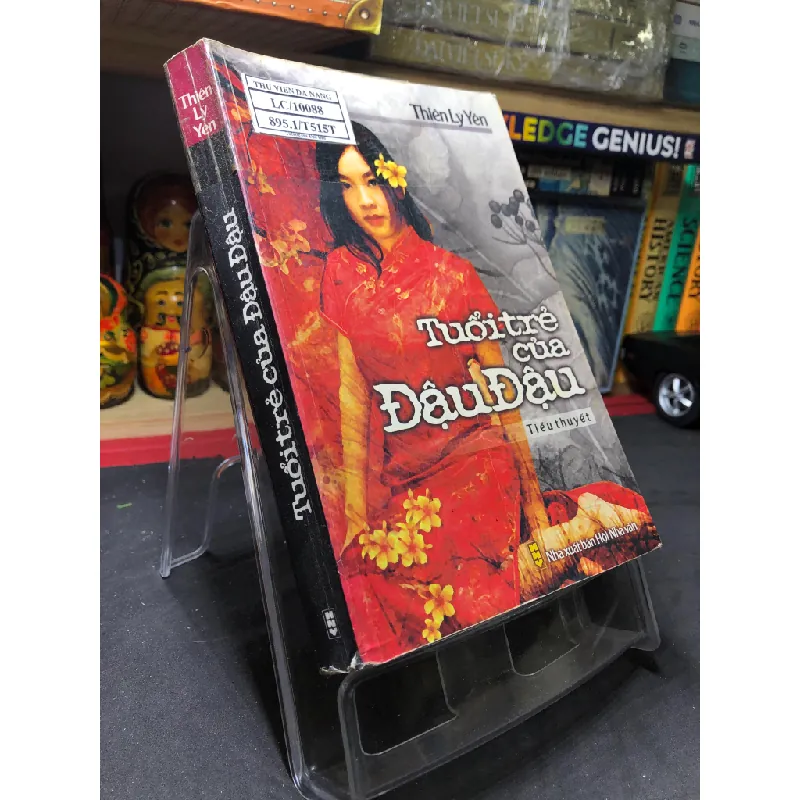 Thiên
Lý
Yên
Tuổi trẻ của Đậu Đậu
THƯ VIỆN ĐÀ NẴNG
LC/10088
895.1/T515T
Thiên Lý Yên
Tuổi trẻ
của
Đậu Đậu
Tiểu thuyết
Nhà xuất bản Hội Nhà văn
LEDGE GENIUS!
HISTORY
SCIENCE